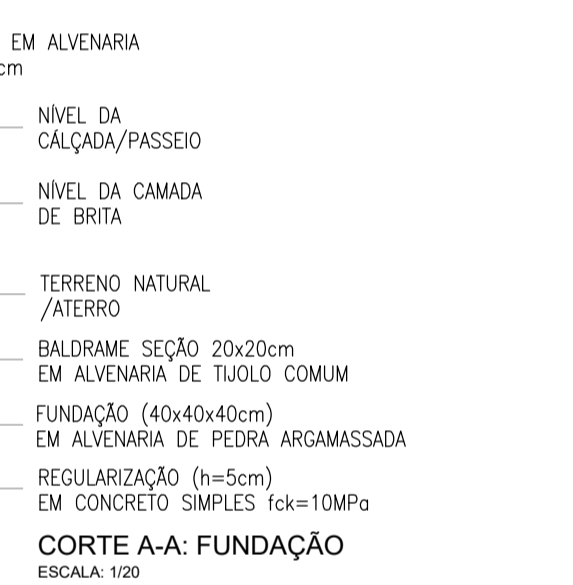 EM ALVENARIA
cm
NÍVEL DA
CÁLÇADA/PASSEIO
NÍVEL DA CAMADA
DE BRITA
TERRENO NATURAL
/ATERRO
BALDRAME SEÇÃO 20x20cm
EM ALVENARIA DE TIJOLO COMUM
FUNDAÇÃO (40x40x40cm)
EM ALVENARIA DE PEDRA ARGAMASSADA
REGULARIZAÇÃO (h=5cm)
EM CONCRETO SIMPLES fck=10MPa
CORTE A-A: FUNDAÇÃO
ESCALA: 1/20